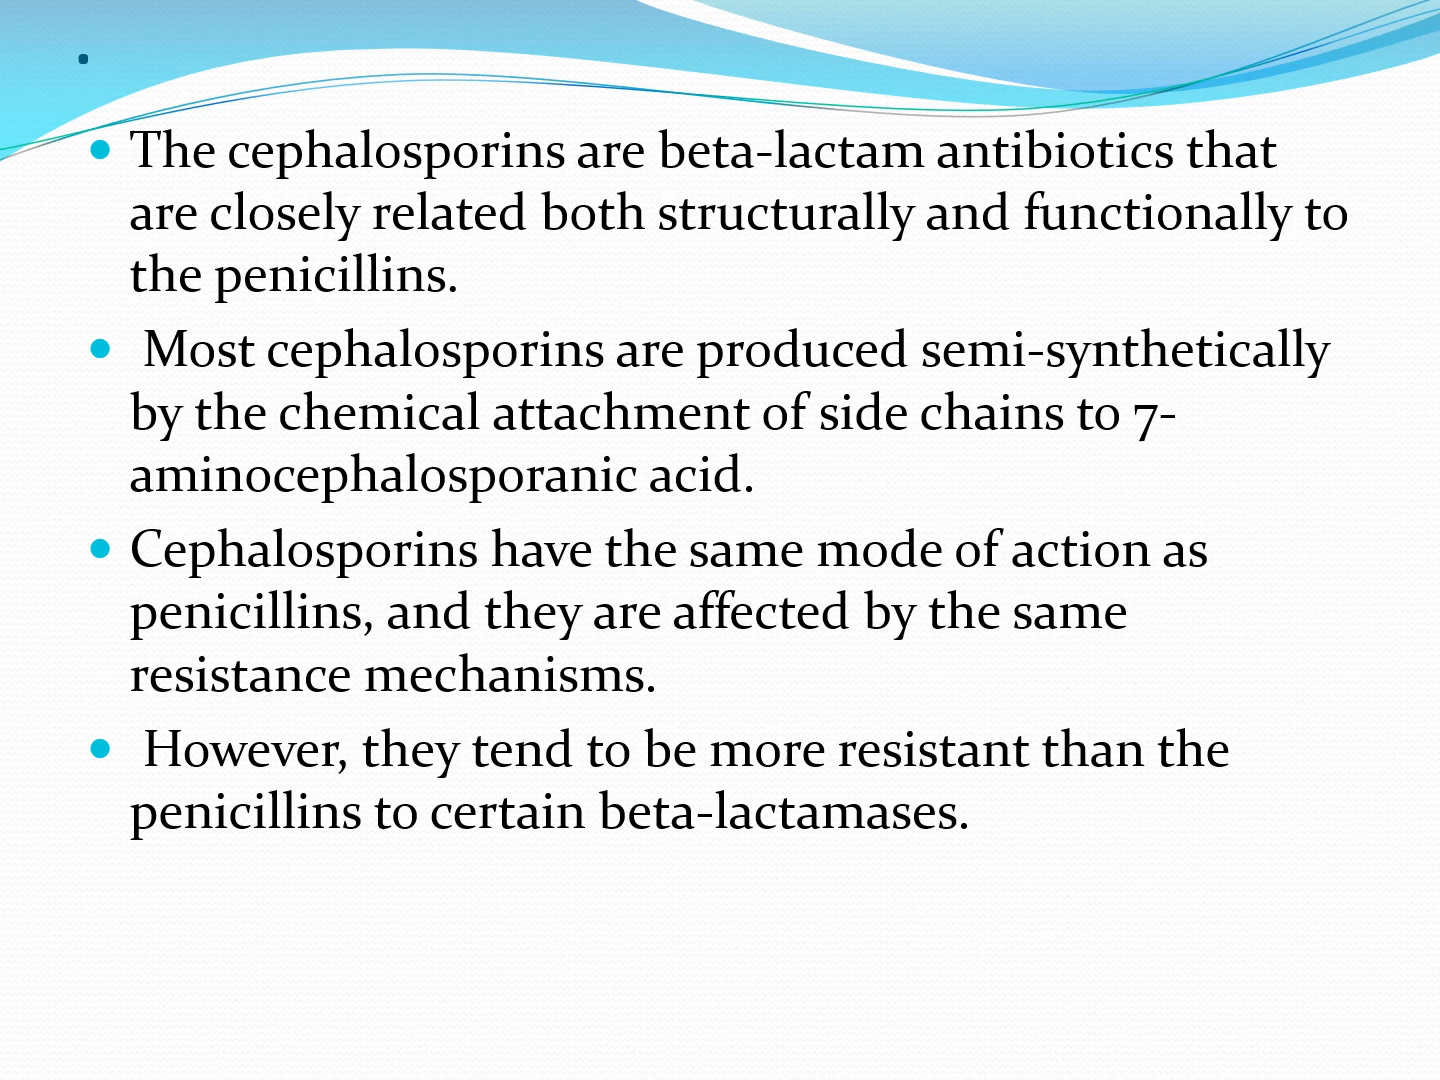 .
• The cephalosporins are beta-lactam antibiotics that
are closely related both structurally and functionally to
the penicillins.
• Most cephalosporins are produced semi-synthetically
by the chemical attachment of side chains to 7-
aminocephalosporanic acid.
• Cephalosporins have the same mode of action as
penicillins, and they are affected by the same
resistance mechanisms.
• However, they tend to be more resistant than the
penicillins to certain beta-lactamases.